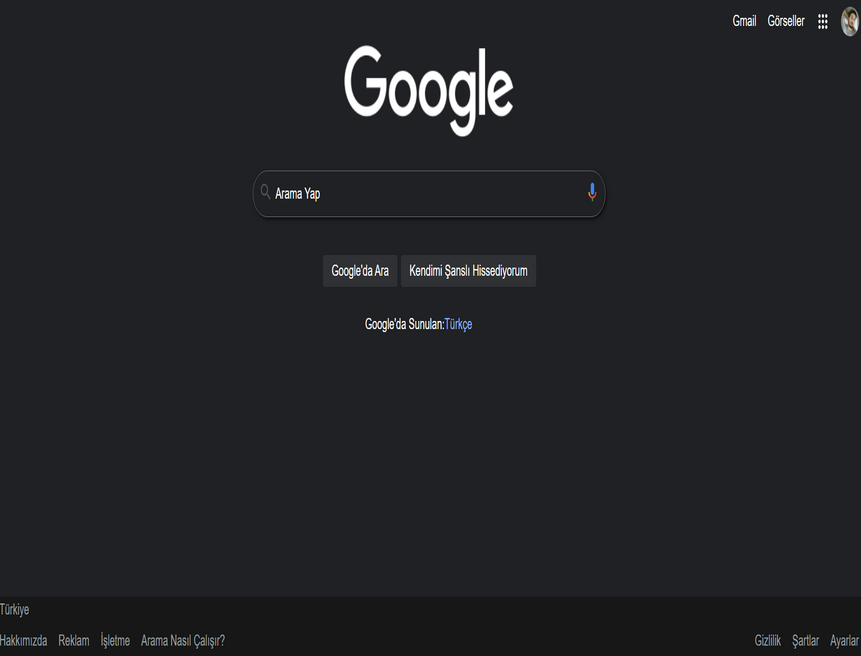 Gmail Görseller
Google
Arama Yap
Google'da Ara Kendimi Şanslı Hissediyorum
Google'da Sunulan:Türkçe
Türkiye
Hakkımızda Reklam İşletme Arama Nasıl Çalışır? Gizlilik Şartlar Ayarlar